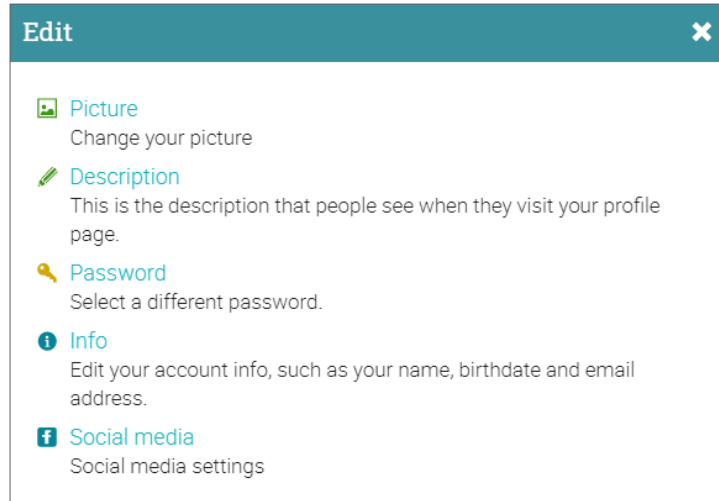 Edit
Picture
Change your picture
Description
This is the description that people see when they visit your profile
page.
Password
Select a different password.
Info
Edit your account info, such as your name, birthdate and email
address.
Social media
Social media settings